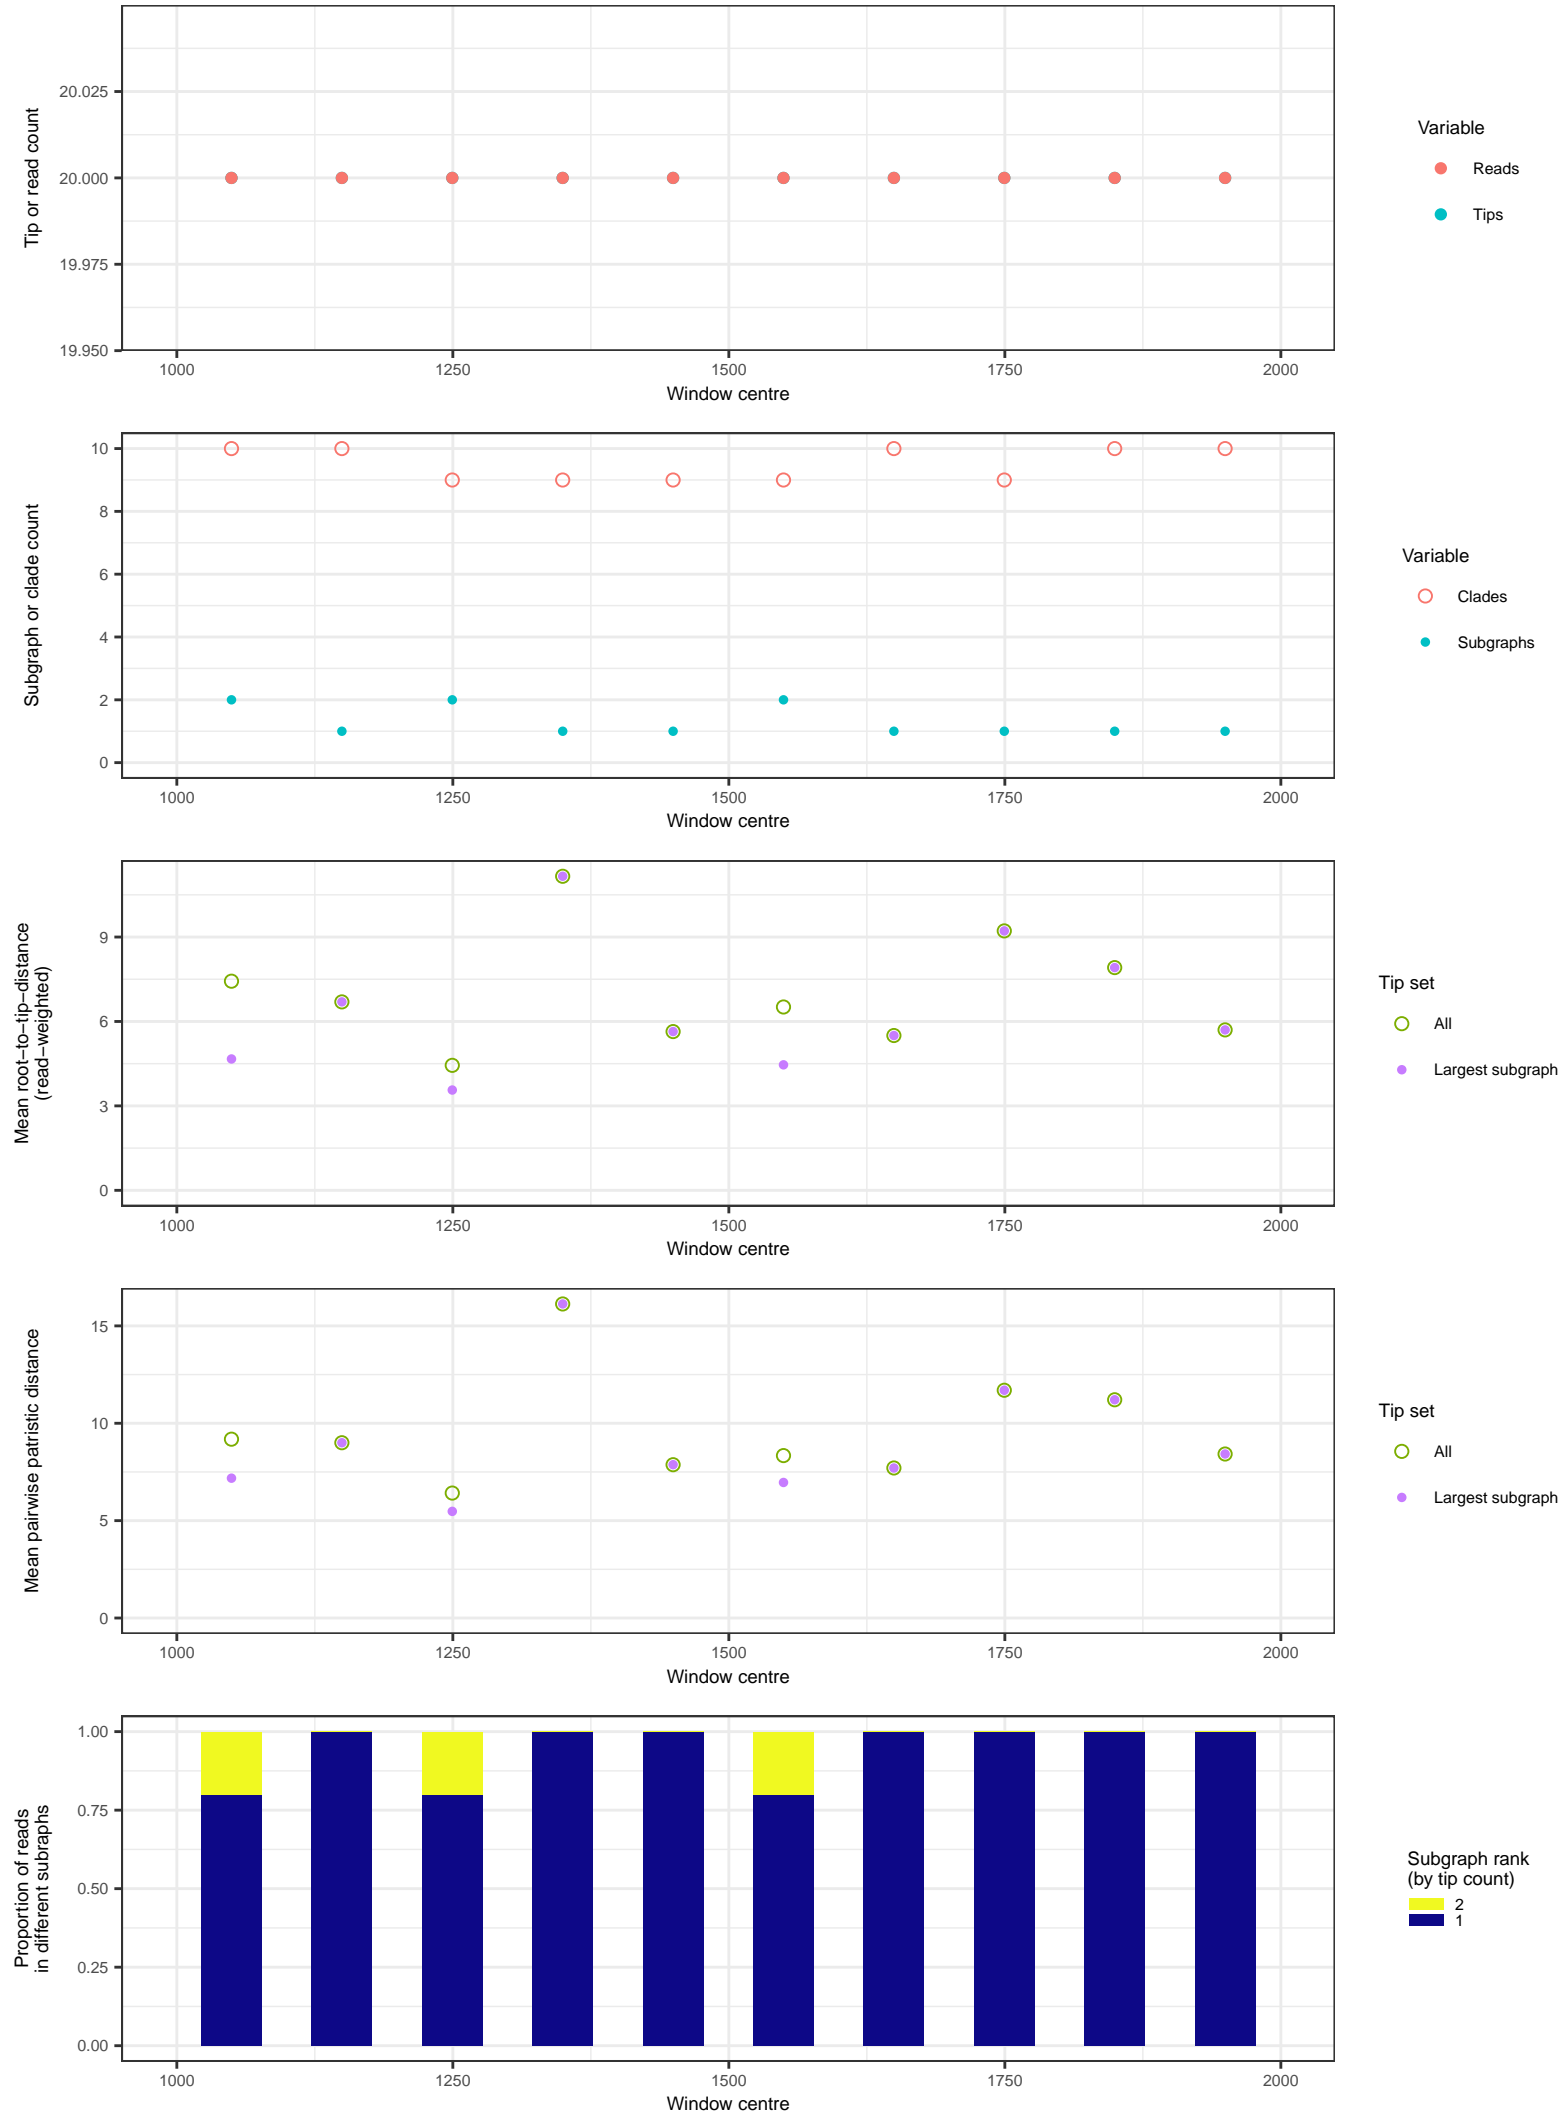 Tip or read count
20.025
20.000
19.975
19.950
1000 1250 1500 1750 2000
Window centre
Variable
Reads
Tips
Subgraph or clade count
10
8
6
4
2
0
1000 1250 1500 1750 2000
Window centre
Variable
Clades
Subgraphs
Mean root−to−tip−distance
(read−weighted)
9
6
3
0
1000 1250 1500 1750 2000
Window centre
Tip set
All
Largest subgraph
Mean pairwise patristic distance
15
10
5
0
1000 1250 1500 1750 2000
Window centre
Tip set
All
Largest subgraph
Proportion of reads
in different subraphs
1.00
0.75
0.50
0.25
0.00
1000 1250 1500 1750 2000
Window centre
Subgraph rank
(by tip count)
2
1